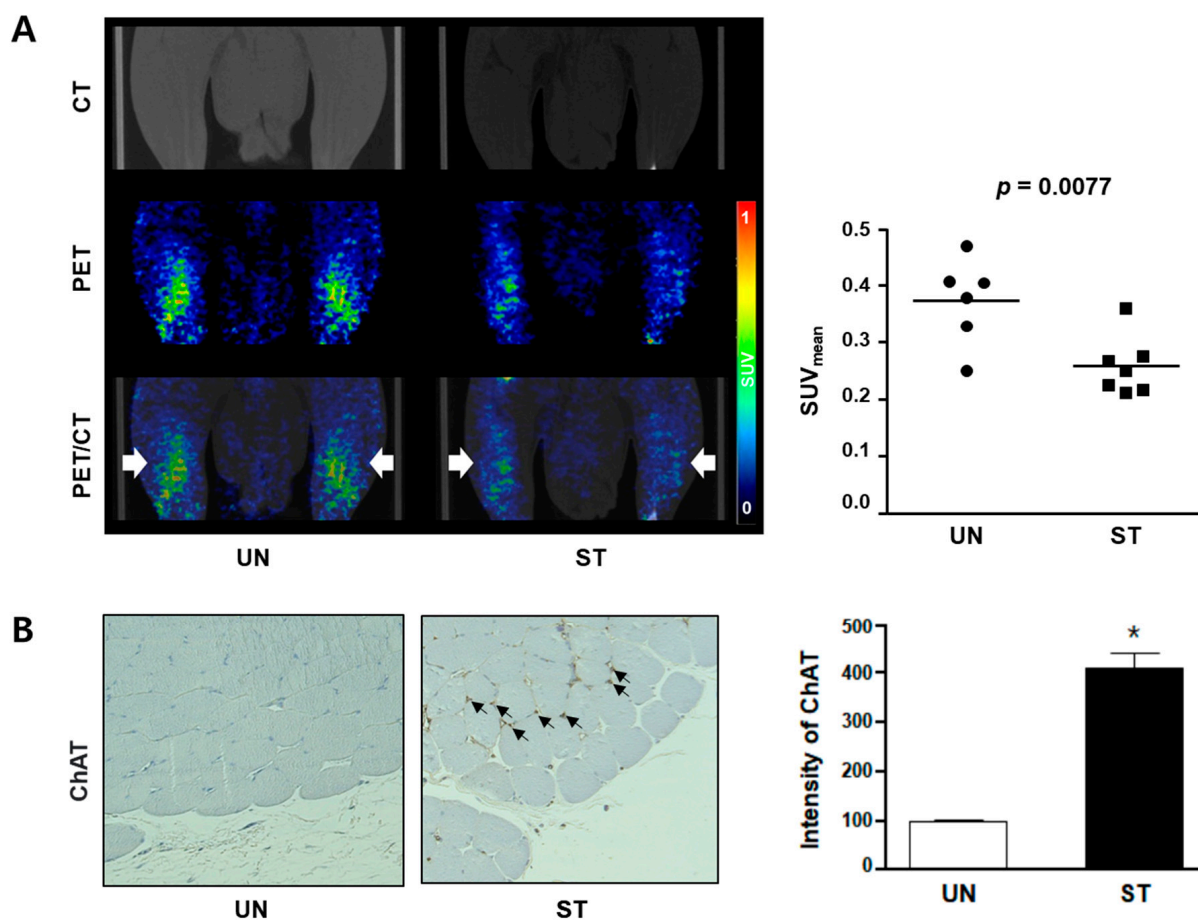 A
CT
PET
PET/CT
1
SUV
0
UN
ST
p = 0.0077
SUVmean
0.5
0.4
0.3
0.2
0.1
0.0
UN
ST
B
ChAT
UN
ST
Intensity of ChAT
500
400
300
200
100
0
*
UN
ST